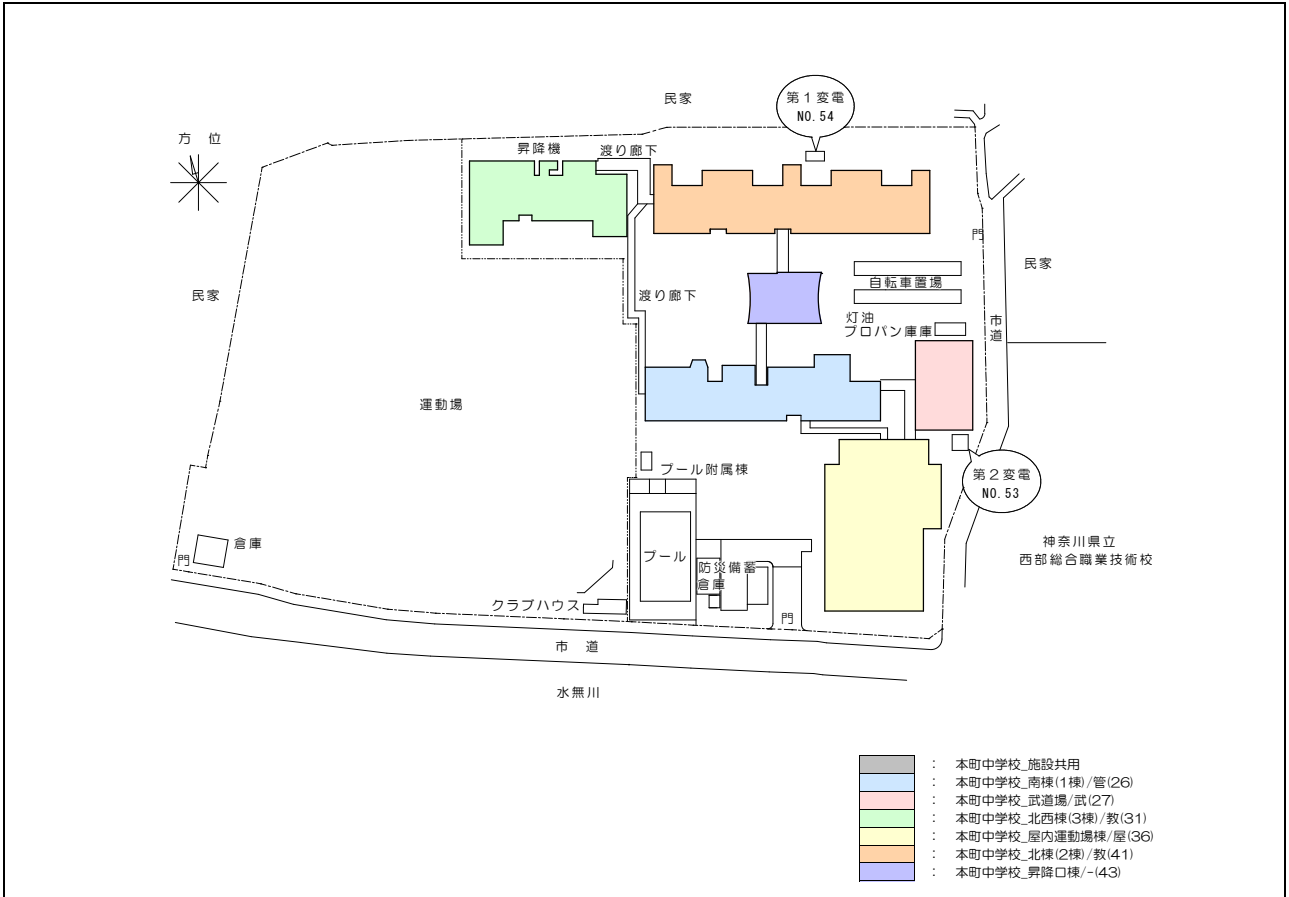 民家
第1変電
NO.54
方 位
昇降機
渡り廊下
門
民家
民家
自転車置場
渡り廊下
灯油
プロパン庫庫
市道
運動場
プール附属棟
第2変電
NO.53
倉庫
門
プール
防災備蓄
倉庫
神奈川県立
西部総合職業技術校
クラブハウス
門
市 道
水無川
： 本町中学校_施設共用
： 本町中学校_南棟(1棟)/管(26)
： 本町中学校_武道場/武(27)
： 本町中学校_北西棟(3棟)/教(31)
： 本町中学校_屋内運動場棟/屋(36)
： 本町中学校_北棟(2棟)/教(41)
： 本町中学校_昇降口棟/-(43)